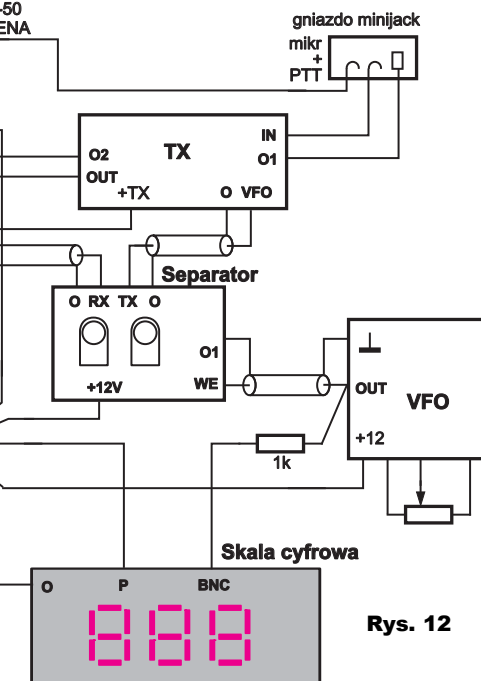 -50
ENA
gniazdo minijack
mikr
+
PTT
IN
TX
O1
O2
OUT
+TX
O VFO
Separator
O RX TX O
O1
WE
+12V
OUT
VFO
+12
1k
Skala cyfrowa
O P BNC
888
Rys. 12